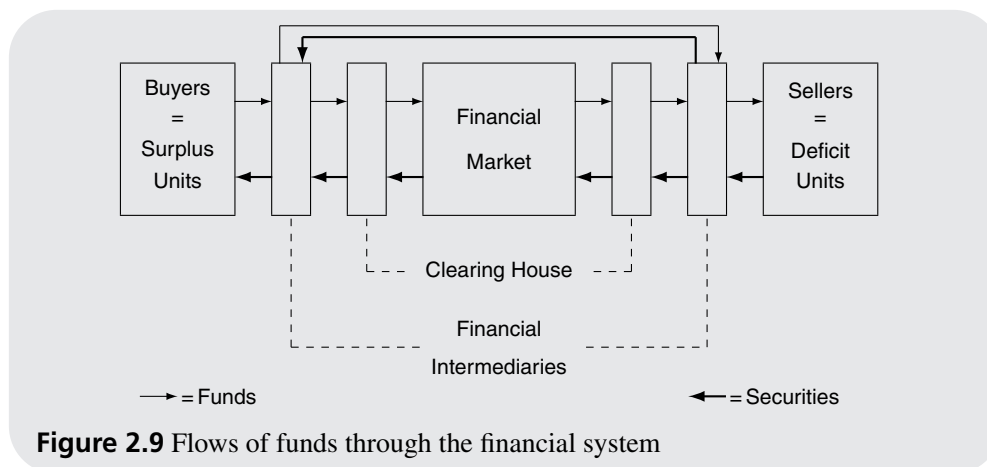 Buyers
=
Surplus
Units
Financial
Market
Sellers
=
Deficit
Units
Clearing House
Financial
Intermediaries
= Funds
= Securities
Figure 2.9 Flows of funds through the financial system